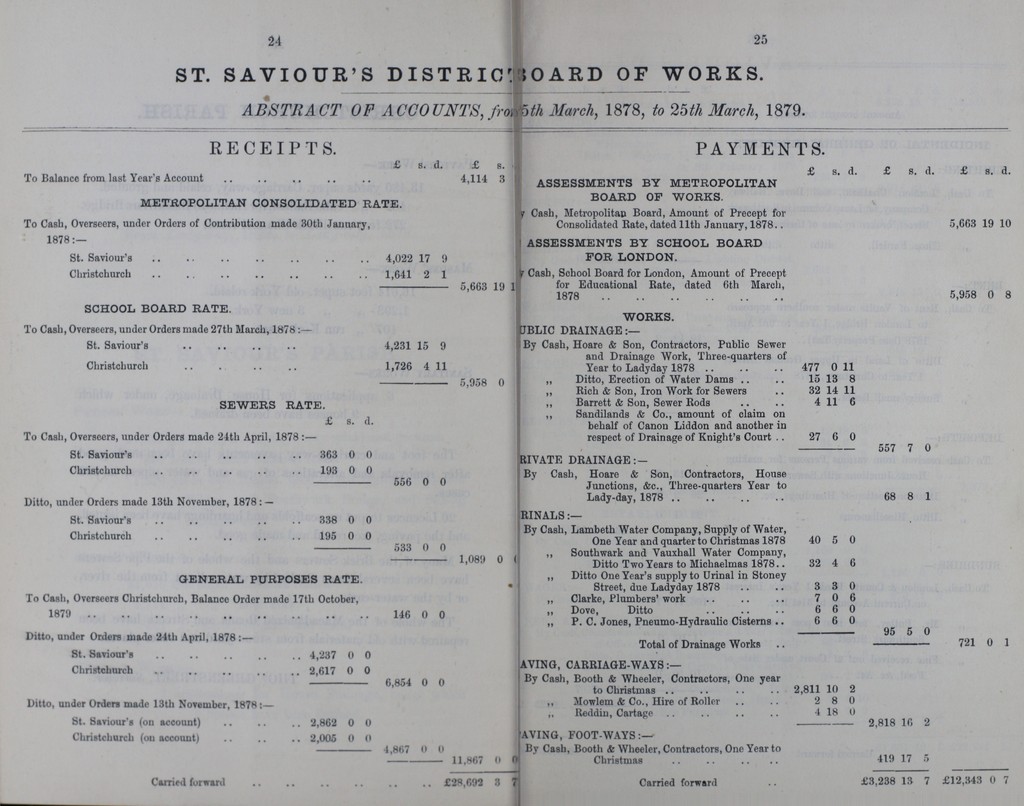 24
ST. SAVIOUR'S DISTRIC
ABSTRACT OF ACCOUNTS, fro
RECEIPTS.
£ s. d. £ s.
To Balance from last Year's Account .. .. .. .. .. 4,114 3
METROPOLITAN CONSOLIDATED RATE.
To Cash, Overseers, under Orders of Contribution made 30th January,
1878:—
St. Saviour's .. .. .. .. .. .. .. 4,022 17 9
Christchurch .. .. .. .. .. .. .. 1,641 2 1
5,663 19 1
SCHOOL BOARD RATE.
To Cash, Overseers, under Orders made 27th March, 1878:—
St. Saviour's .. .. .. .. .. 4,231 15 9
Christchurch .. .. .. .. 1,726 4 11
5,958 0
SEWERS RATE.
£ s. d.
To Cash, Overseers, under Orders made 24th April, 1878:—
St. Saviour's .. .. .. .. .. 363 0 0
Christchurch .. .. .. .. .. 193 0 0
556 0 0
Ditto, under Orders made 13th November, 1878:—
St. Saviour's .. .. .. .. .. 338 0 0
Christchurch .. .. .. .. .. 195 0 0
533 0 0
1,089 0
GENERAL PURPOSES RATE.
To Cash, Overseers Christchurch, Balance Order made 17th October,
1879 .. .. .. .. .. .. .. .. .. 146 0 0
Ditto, under Orders made 24th April, 1878:—
St. Saviour's .. .. .. .. .. 4,237 0 0
Christchurch .. .. .. .. .. 2,617 0 0
6,854 0 0
Ditto, under Orders made 13th November, 1878:—
St. Saviour's (on account) .. .. .. 2,862 0 0
Christchurch (on account) .. .. .. 2,005 0 0
4,867 0 0
11,867 0 0
Carried forward .. .. .. .. .. .. £28,692 3 7
25
BOARD OF WORKS.
5th March, 1878, to 25th March, 1879.
PAYMENTS.
£ s. d. £ s. d. £ s. d.
ASSESSMENTS BY METROPOLITAN
BOARD OF WORKS.
y Cash, Metropolitan Board, Amount of Precept for
Consolidated Rate, dated 11th January, 1878.. 5,663 19 10
ASSESSMENTS BY SCHOOL BOARD
FOR LONDON.
y Cash, School Board for London, Amount of Precept
for Educational Rate, dated 6th March,
1878 .. .. .. .. .. .. 5,958 0 8
WORKS.
UBLIC DRAINAGE:—
By Cash, Hoare & Son, Contractors, Public Sewer
and Drainage Work, Three-quarters of
Year to Ladyday 1878 .. .. .. 477 0 11
,, Ditto, Erection of Water Dams .. .. 15 13 8
,, Rich & Son, Iron Work for Sewers .. 32 14 11
,, Barrett & Son, Sewer Rods .. .. 4 11 6
,, Sandilands & Co., amount of claim on
behalf of Canon Liddon and another in
respect of Drainage of Knight's Court .. 27 6 0
557 7 0
RIVATE DRAINAGE:—
By Cash, Hoare & Son, Contractors, House
Junctions, &c., Three-quarters Year to
Lady-day, 1878 .. .. .. .. 68 8 1
RINALS:—
By Cash, Lambeth Water Company, Supply of Water,
One Year and quarter to Christmas 1878 40 5 0
,, Southwark and Vauxhall Water Company,
Ditto Two Years to Michaelmas 1878.. 32 4 6
,, Ditto One Year's supply to Urinal in Stoney
Street, due Ladyday 1878 .. .. 3 3 0
,, Clarke, Plumbers' work .. .. .. 7 0 6
,, Dove, Ditto .. .. .. 6 6 0
,, P. C. Jones, Pneumo-Hydraulic Cisterns .. 6 6 0
95 5 0
Total of Drainage Works .. 721 0 1
AVING, CARRIAGE-WAYS:—
By Cash, Booth & Wheeler, Contractors, One year
to Christmas .. .. .. .. 2,811 10 2
,, Mowlem & Co., Hire of Roller .. .. 2 8 0
,, Reddin, Cartage .. .. .. .. 4 18 0
2,818 16 2
AVING, FOOT-WAYS:—
By Cash, Booth & Wheeler, Contractors, One Year to
Christmas .. .. .. .. 419 17 5
Carried forward .. £3,238 13 7 £12,343 0 7